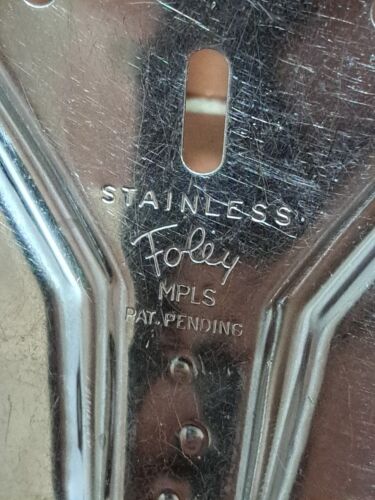 STAINLESS
Foley
MPLS
PAT. PENDING